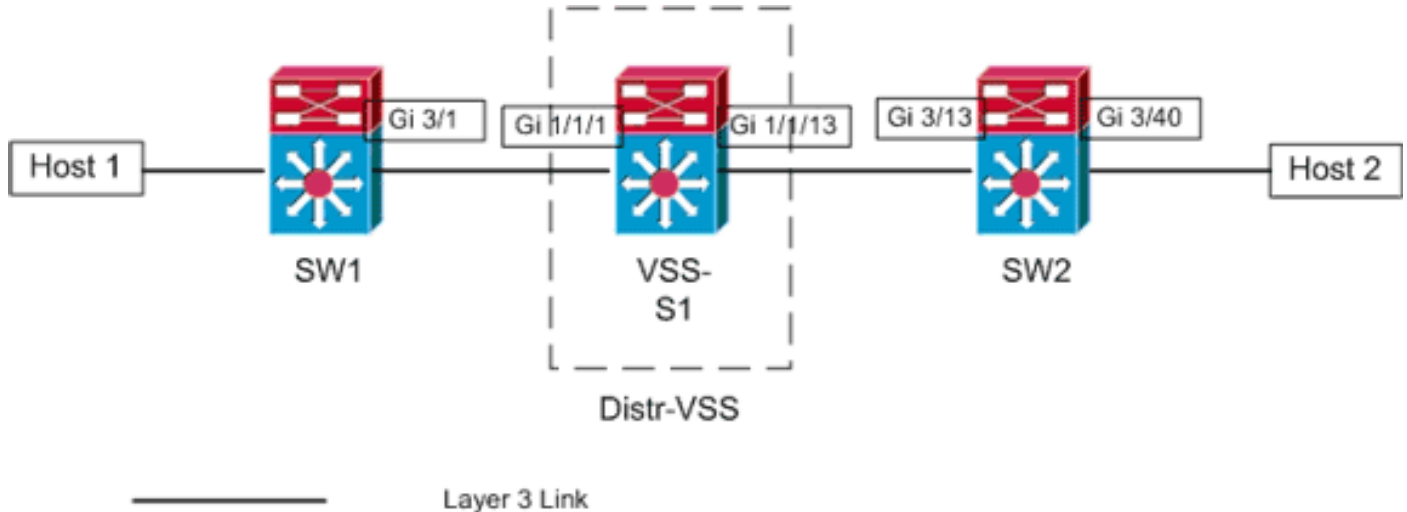 Gi 3/1
Gi 1/1/1
Gi 1/1/13
Gi 3/13
Gi 3/40
Host 1
Host 2
SW1
VSS-
S1
SW2
Distr-VSS
Layer 3 Link